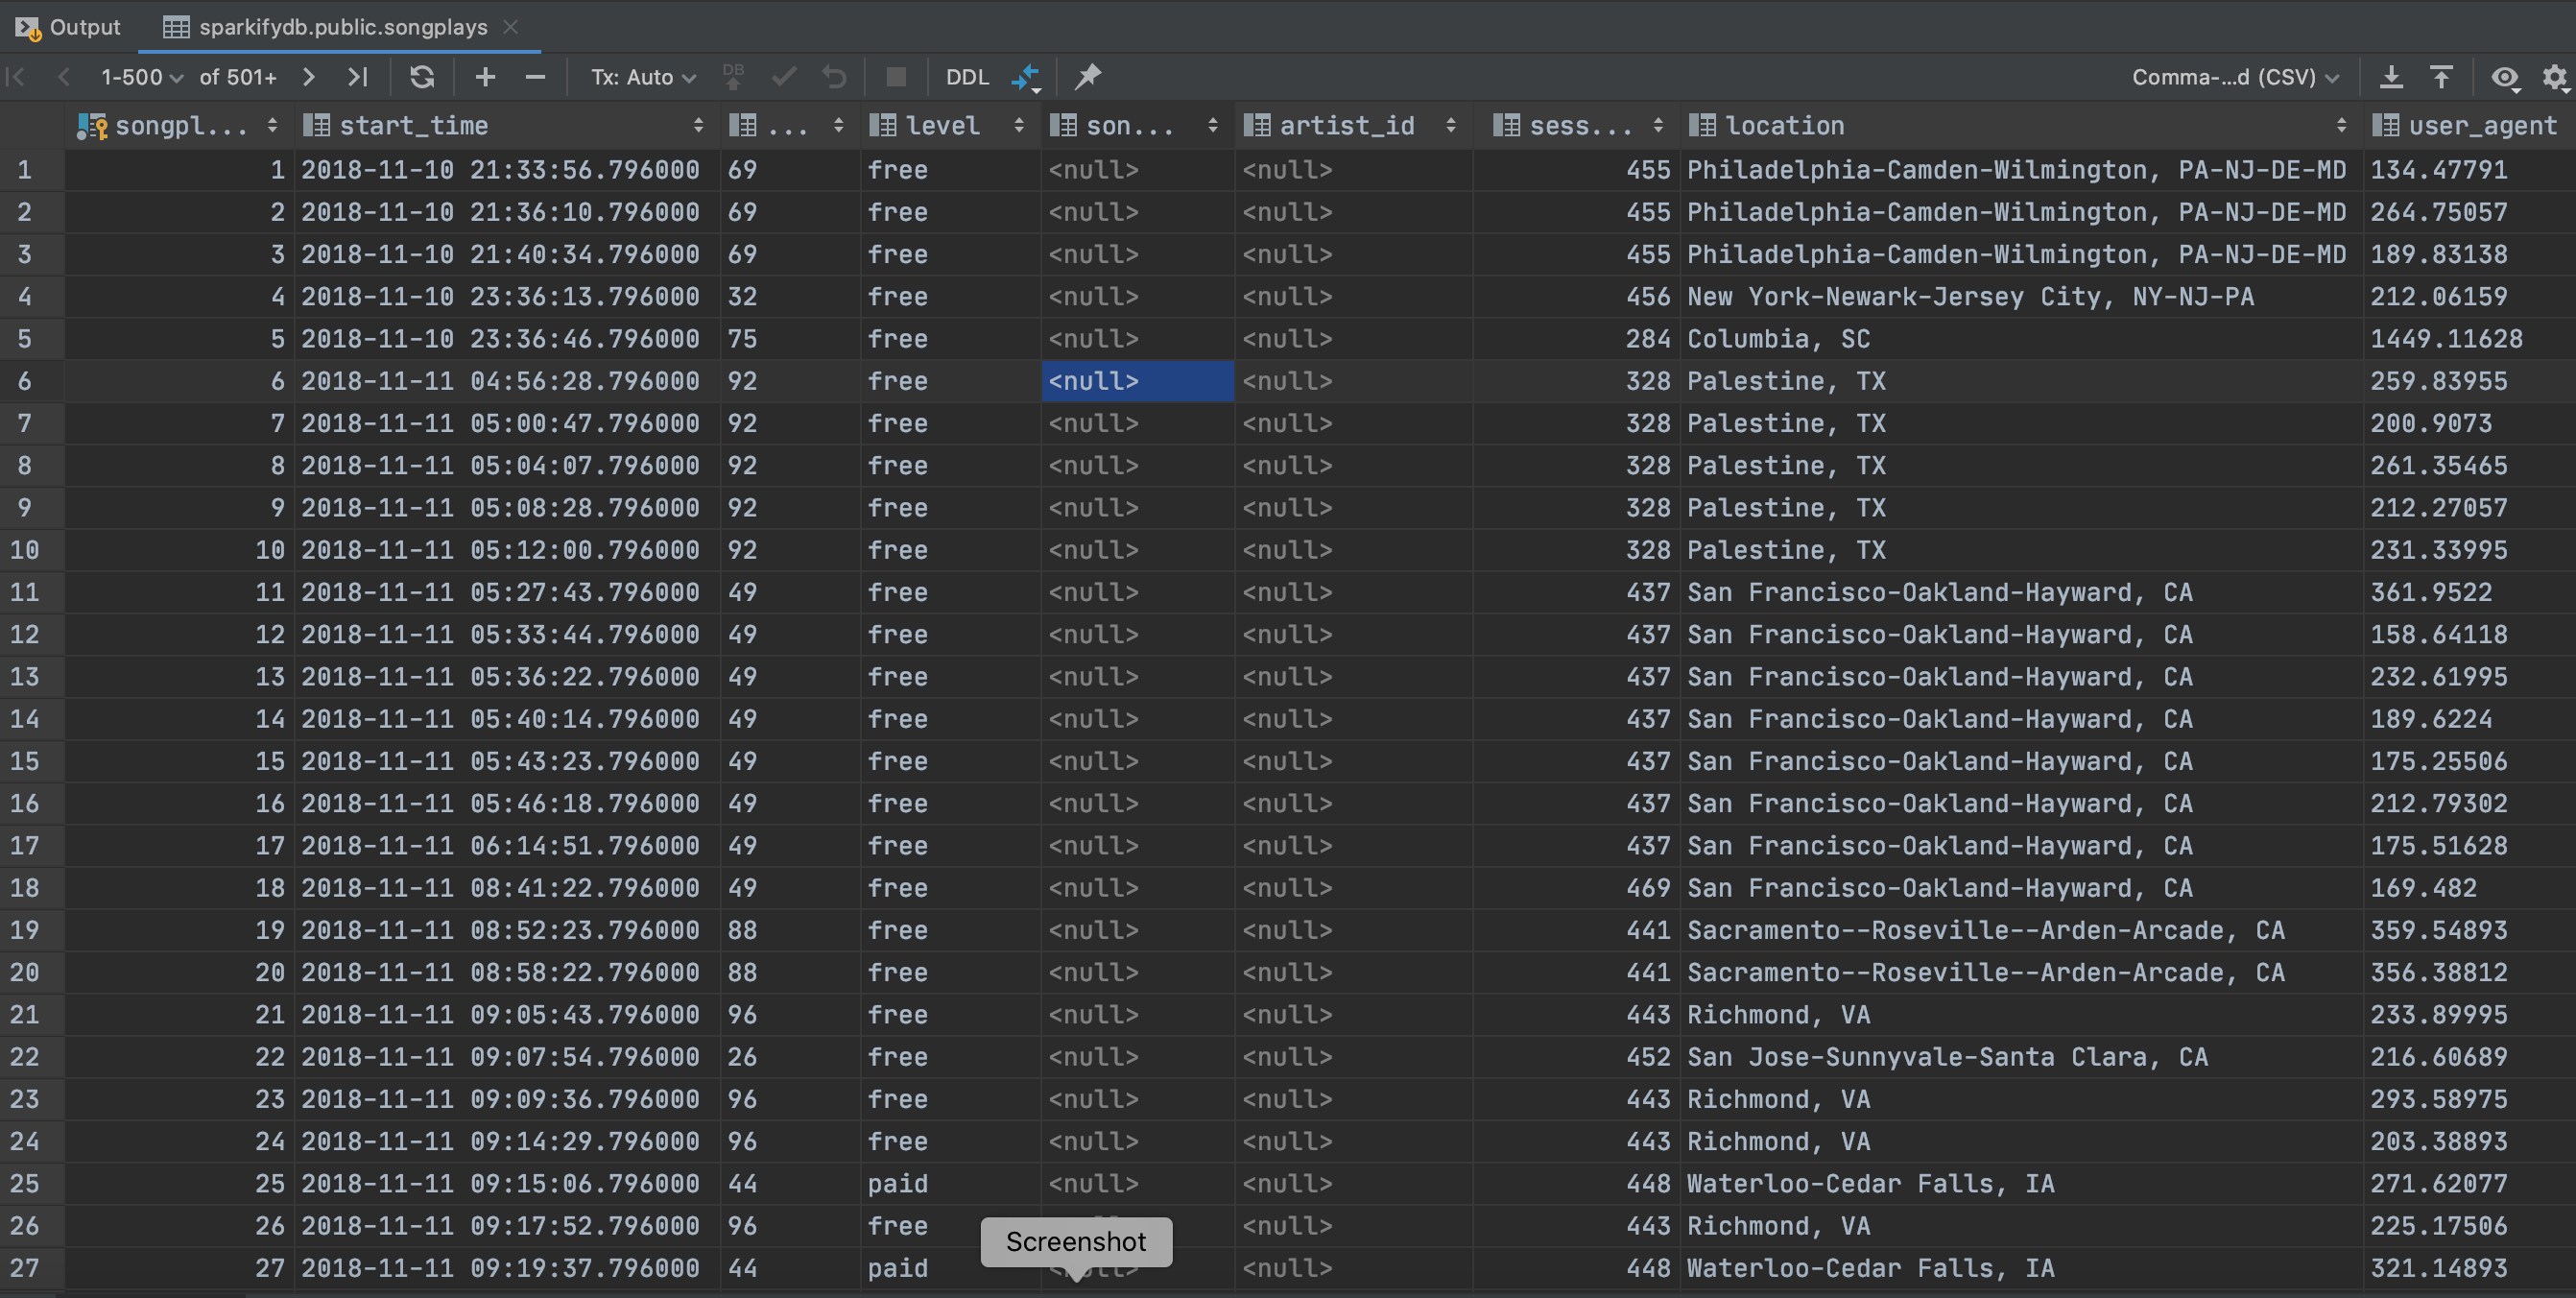 Output sparkifydb.public.songplays
1-500 of 501+ Tx: Auto DB DDL Comma-...d (CSV)
songpl... start_time ... level son... artist_id sess... location user_agent
1 1 2018-11-10 21:33:56.796000 69 free <null> <null> 455 Philadelphia-Camden-Wilmington, PA-NJ-DE-MD 134.47791
2 2 2018-11-10 21:36:10.796000 69 free <null> <null> 455 Philadelphia-Camden-Wilmington, PA-NJ-DE-MD 264.75057
3 3 2018-11-10 21:40:34.796000 69 free <null> <null> 455 Philadelphia-Camden-Wilmington, PA-NJ-DE-MD 189.83138
4 4 2018-11-10 23:36:13.796000 32 free <null> <null> 456 New York-Newark-Jersey City, NY-NJ-PA 212.06159
5 5 2018-11-10 23:36:46.796000 75 free <null> <null> 284 Columbia, SC 1449.11628
6 6 2018-11-11 04:56:28.796000 92 free <null> <null> 328 Palestine, TX 259.83955
7 7 2018-11-11 05:00:47.796000 92 free <null> <null> 328 Palestine, TX 200.9073
8 8 2018-11-11 05:04:07.796000 92 free <null> <null> 328 Palestine, TX 261.35465
9 9 2018-11-11 05:08:28.796000 92 free <null> <null> 328 Palestine, TX 212.27057
10 10 2018-11-11 05:12:00.796000 92 free <null> <null> 328 Palestine, TX 231.33995
11 11 2018-11-11 05:27:43.796000 49 free <null> <null> 437 San Francisco-Oakland-Hayward, CA 361.9522
12 12 2018-11-11 05:33:44.796000 49 free <null> <null> 437 San Francisco-Oakland-Hayward, CA 158.64118
13 13 2018-11-11 05:36:22.796000 49 free <null> <null> 437 San Francisco-Oakland-Hayward, CA 232.61995
14 14 2018-11-11 05:40:14.796000 49 free <null> <null> 437 San Francisco-Oakland-Hayward, CA 189.6224
15 15 2018-11-11 05:43:23.796000 49 free <null> <null> 437 San Francisco-Oakland-Hayward, CA 175.25506
16 16 2018-11-11 05:46:18.796000 49 free <null> <null> 437 San Francisco-Oakland-Hayward, CA 212.79302
17 17 2018-11-11 06:14:51.796000 49 free <null> <null> 437 San Francisco-Oakland-Hayward, CA 175.51628
18 18 2018-11-11 08:41:22.796000 49 free <null> <null> 469 San Francisco-Oakland-Hayward, CA 169.482
19 19 2018-11-11 08:52:23.796000 88 free <null> <null> 441 Sacramento--Roseville--Arden-Arcade, CA 359.54893
20 20 2018-11-11 08:58:22.796000 88 free <null> <null> 441 Sacramento--Roseville--Arden-Arcade, CA 356.38812
21 21 2018-11-11 09:05:43.796000 96 free <null> <null> 443 Richmond, VA 233.89995
22 22 2018-11-11 09:07:54.796000 26 free <null> <null> 452 San Jose-Sunnyvale-Santa Clara, CA 216.60689
23 23 2018-11-11 09:09:36.796000 96 free <null> <null> 443 Richmond, VA 293.58975
24 24 2018-11-11 09:14:29.796000 96 free <null> <null> 443 Richmond, VA 203.38893
25 25 2018-11-11 09:15:06.796000 44 paid <null> <null> 448 Waterloo-Cedar Falls, IA 271.62077
26 26 2018-11-11 09:17:52.796000 96 free <null> 443 Richmond, VA 225.17506
Screenshot
27 27 2018-11-11 09:19:37.796000 44 paid <null> 448 Waterloo-Cedar Falls, IA 321.14893